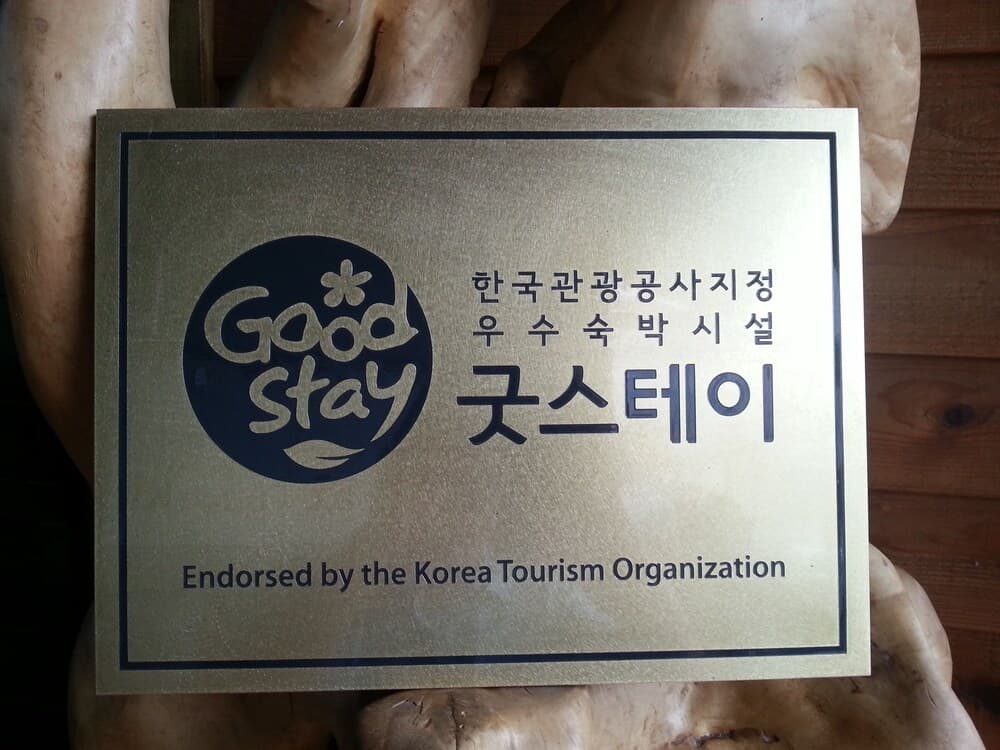 Good
stay
한국관광공사지정
우수숙박시설
굿스테이
Endorsed by the Korea Tourism Organization